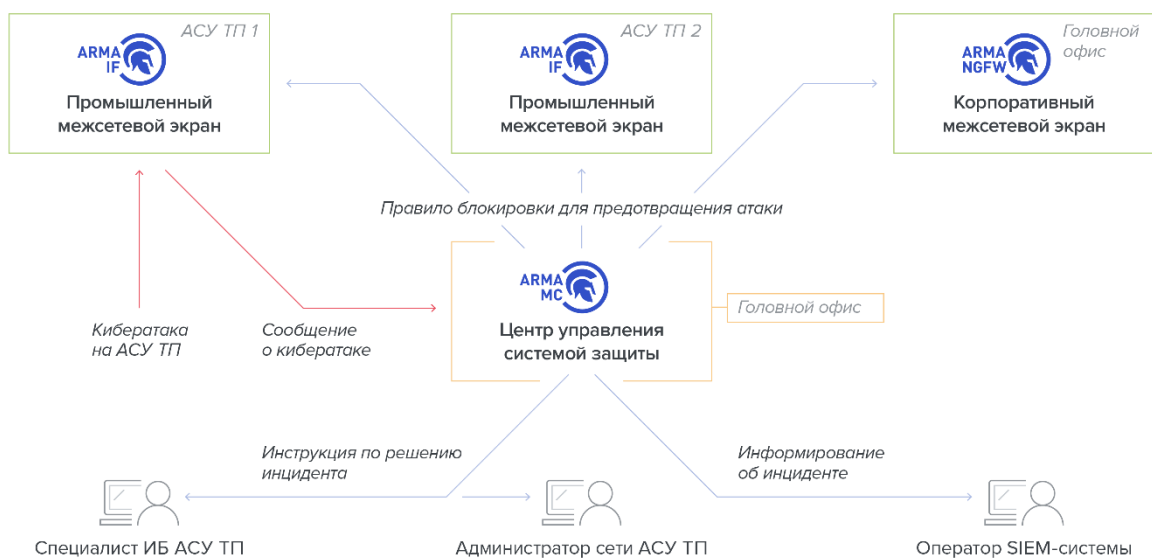 АСУ ТП 1
ARMA
IF
Промышленный
межсетевой экран
АСУ ТП 2
ARMA
IF
Промышленный
межсетевой экран
Головной
офис
ARMA
NGFW
Корпоративный
межсетевой экран
Правило блокировки для предотвращения атаки
ARMA
MC
Центр управления
системой защиты
Головной офис
Кибератака
на АСУ ТП
Сообщение
о кибератаке
Инструкция по решению
инцидента
Информирование
об инциденте
Специалист ИБ АСУ ТП
Администратор сети АСУ ТП
Оператор SIEM-системы